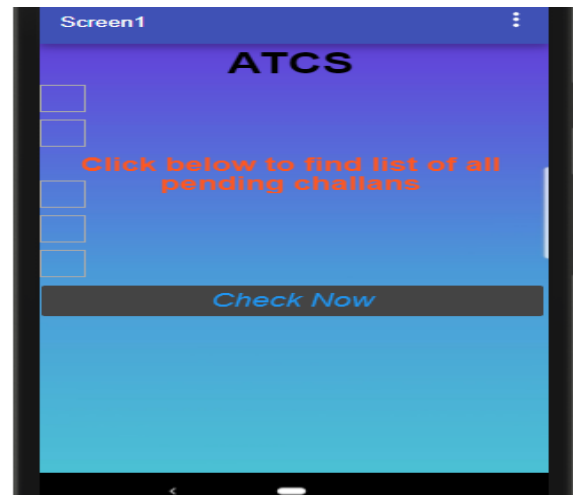 Screen1
ATCS
Click below to find list of all
pending challans
Check Now